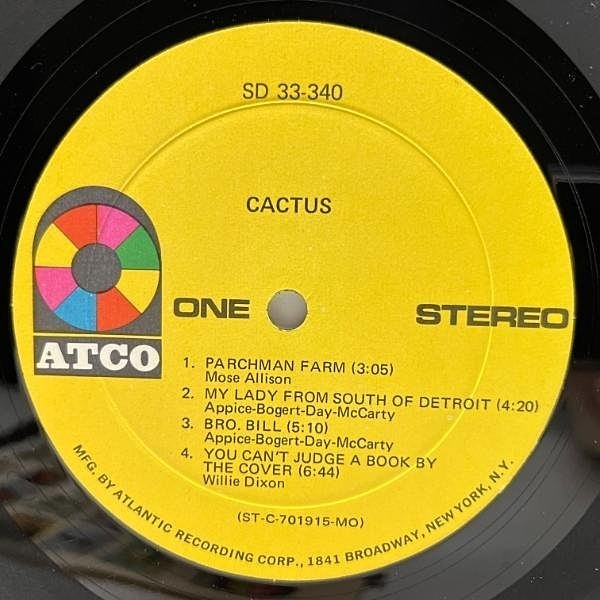 SD 33-340
CACTUS
ATCO
ONE
STEREO
1. PARCHMAN FARM (3:05)
Mose Allison
2. MY LADY FROM SOUTH OF DETROIT (4:20)
Appice-Bogert-Day-McCarty
3. BRO. BILL (5:10)
Appice-Bogert-Day-McCarty
4. YOU CAN'T JUDGE A BOOK BY
THE COVER (6:44)
Willie Dixon
(ST-C-701915-MO)
MFG. BY ATLANTIC RECORDING CORP., 1841 BROADWAY, NEW YORK, N.Y.